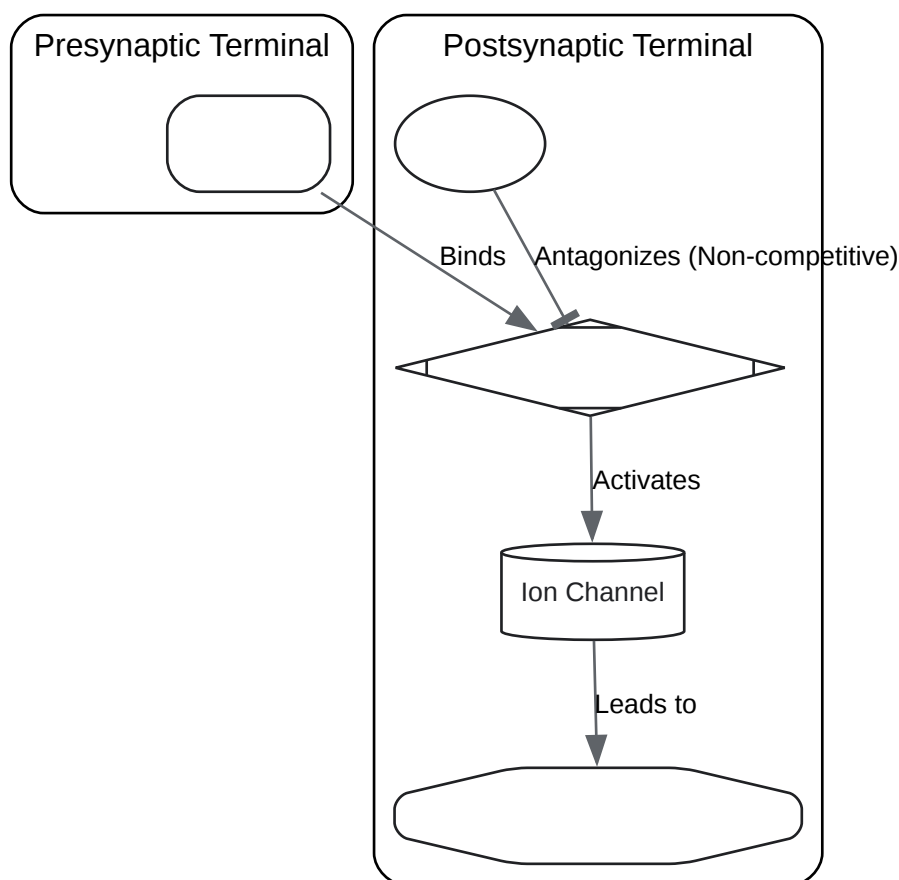 Presynaptic Terminal
Postsynaptic Terminal
Binds
Antagonizes (Non-competitive)
Activates
Ion Channel
Leads to